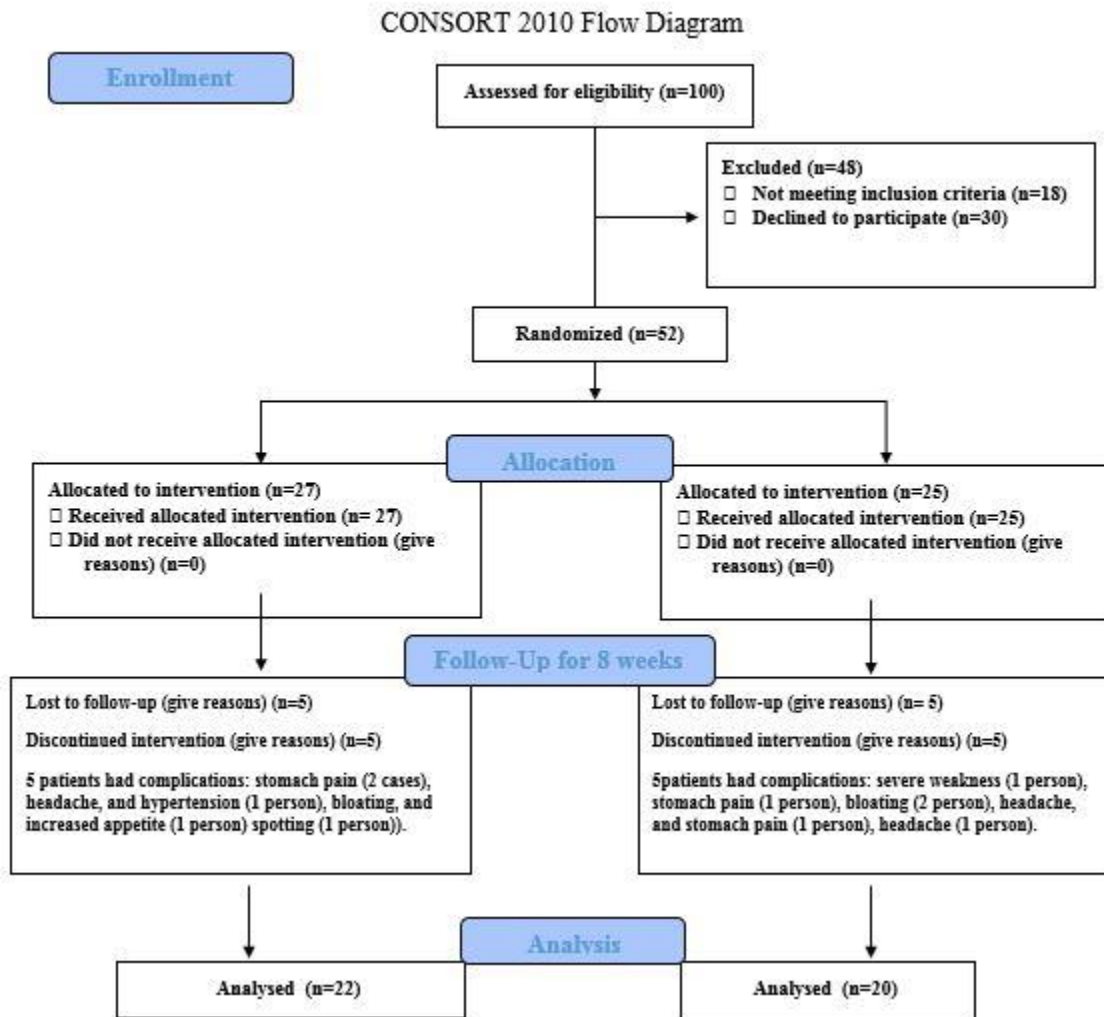 CONSORT 2010 Flow Diagram
Enrollment
Assessed for eligibility (n=100)
Excluded (n=48)
☐ Not meeting inclusion criteria (n=18)
☐ Declined to participate (n=30)
Randomized (n=52)
Allocation
Allocated to intervention (n=27)
☐ Received allocated intervention (n= 27)
☐ Did not receive allocated intervention (give
reasons) (n=0)
Allocated to intervention (n=25)
☐ Received allocated intervention (n=25)
☐ Did not receive allocated intervention (give
reasons) (n=0)
Follow-Up for 8 weeks
Lost to follow-up (give reasons) (n=5)
Discontinued intervention (give reasons) (n=5)
5 patients had complications: stomach pain (2 cases),
headache, and hypertension (1 person), bloating, and
increased appetite (1 person) spotting (1 person)).
Lost to follow-up (give reasons) (n= 5)
Discontinued intervention (give reasons) (n=5)
5patients had complications: severe weakness (1 person),
stomach pain (1 person), bloating (2 person), headache,
and stomach pain (1 person), headache (1 person).
Analysis
Analysed (n=22)
Analysed (n=20)